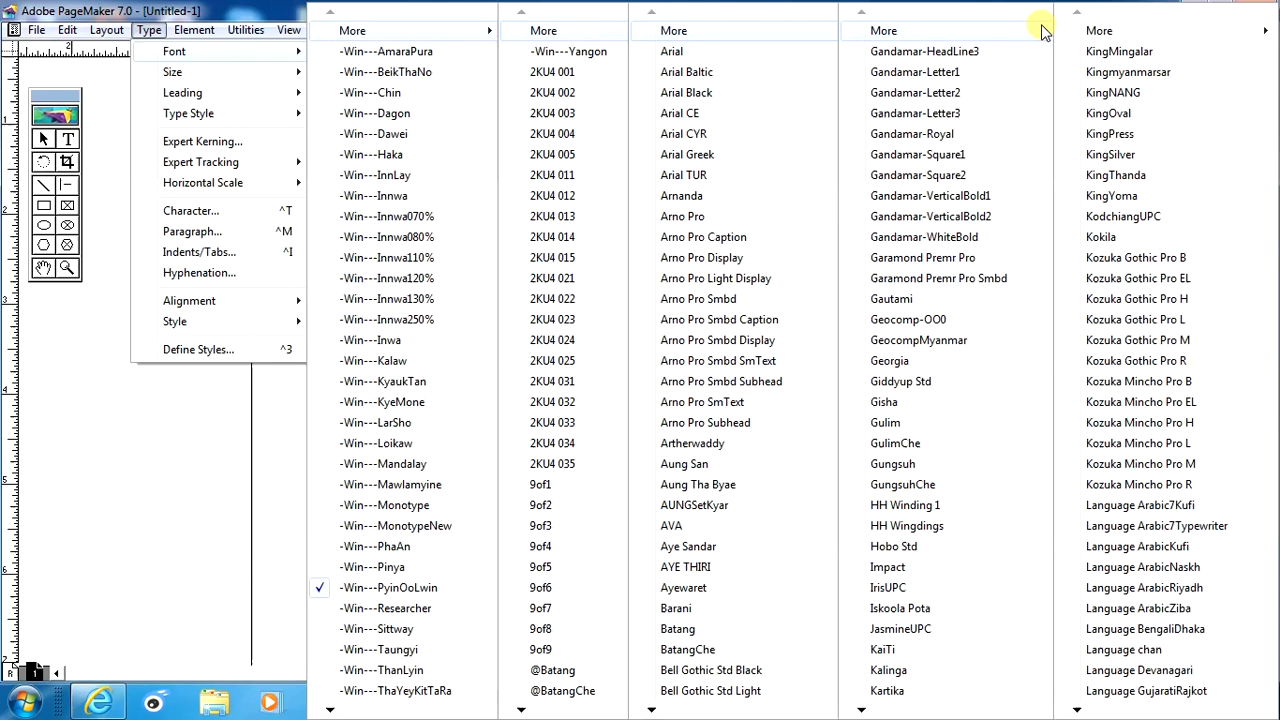 Adobe PageMaker 7.0 - [Untitled-1]
File Edit Layout Type Element Utilities View
Font
Size
Leading
Type Style
Expert Kerning...
Expert Tracking
Horizontal Scale
Character... ^T
Paragraph... ^M
Indents/Tabs... ^I
Hyphenation...
Alignment
Style
Define Styles... ^3
More
-Win---AmaraPura
-Win---BeikThaNo
-Win---Chin
-Win---Dagon
-Win---Dawei
-Win---Haka
-Win---InnLay
-Win---Innwa
-Win---Innwa070%
-Win---Innwa080%
-Win---Innwa110%
-Win---Innwa120%
-Win---Innwa130%
-Win---Innwa250%
-Win---Inwa
-Win---Kalaw
-Win---KyaukTan
-Win---KyeMone
-Win---LarSho
-Win---Loikaw
-Win---Mandalay
-Win---Mawlamyine
-Win---Monotype
-Win---MonotypeNew
-Win---PhaAn
-Win---Pinya
-Win---PyinOoLwin
-Win---Researcher
-Win---Sittway
-Win---Taungyi
-Win---ThanLyin
-Win---ThaYeyKitTaRa
More
-Win---Yangon
2KU4 001
2KU4 002
2KU4 003
2KU4 004
2KU4 005
2KU4 011
2KU4 012
2KU4 013
2KU4 014
2KU4 015
2KU4 021
2KU4 022
2KU4 023
2KU4 024
2KU4 025
2KU4 031
2KU4 032
2KU4 033
2KU4 034
2KU4 035
9of1
9of2
9of3
9of4
9of5
9of6
9of7
9of8
9of9
@Batang
@BatangChe
More
Arial
Arial Baltic
Arial Black
Arial CE
Arial CYR
Arial Greek
Arial TUR
Arnanda
Arno Pro
Arno Pro Caption
Arno Pro Display
Arno Pro Light Display
Arno Pro Smbd
Arno Pro Smbd Caption
Arno Pro Smbd Display
Arno Pro Smbd SmText
Arno Pro Smbd Subhead
Arno Pro SmText
Arno Pro Subhead
Artherwaddy
Aung San
Aung Tha Byae
AUNGSetKyar
AVA
Aye Sandar
AYE THIRI
Ayewaret
Barani
Batang
BatangChe
Bell Gothic Std Black
Bell Gothic Std Light
More
Gandamar-HeadLine3
Gandamar-Letter1
Gandamar-Letter2
Gandamar-Letter3
Gandamar-Royal
Gandamar-Square1
Gandamar-Square2
Gandamar-VerticalBold1
Gandamar-VerticalBold2
Gandamar-WhiteBold
Garamond Premr Pro
Garamond Premr Pro Smbd
Gautami
Geocomp-OO0
GeocompMyanmar
Georgia
Giddyup Std
Gisha
Gulim
GulimChe
Gungsuh
GungsuhChe
HH Winding 1
HH Wingdings
Hobo Std
Impact
IrisUPC
Iskoola Pota
JasmineUPC
KaiTi
Kalinga
Kartika
More
KingMingalar
Kingmyanmarsar
KingNANG
KingOval
KingPress
KingSilver
KingThanda
KingYoma
KodchiangUPC
Kokila
Kozuka Gothic Pro B
Kozuka Gothic Pro EL
Kozuka Gothic Pro H
Kozuka Gothic Pro L
Kozuka Gothic Pro M
Kozuka Gothic Pro R
Kozuka Mincho Pro B
Kozuka Mincho Pro EL
Kozuka Mincho Pro H
Kozuka Mincho Pro L
Kozuka Mincho Pro M
Kozuka Mincho Pro R
Language Arabic7Kufi
Language Arabic7Typewriter
Language ArabicKufi
Language ArabicNaskh
Language ArabicRiyadh
Language ArabicZiba
Language BengaliDhaka
Language chan
Language Devanagari
Language GujaratiRajkot